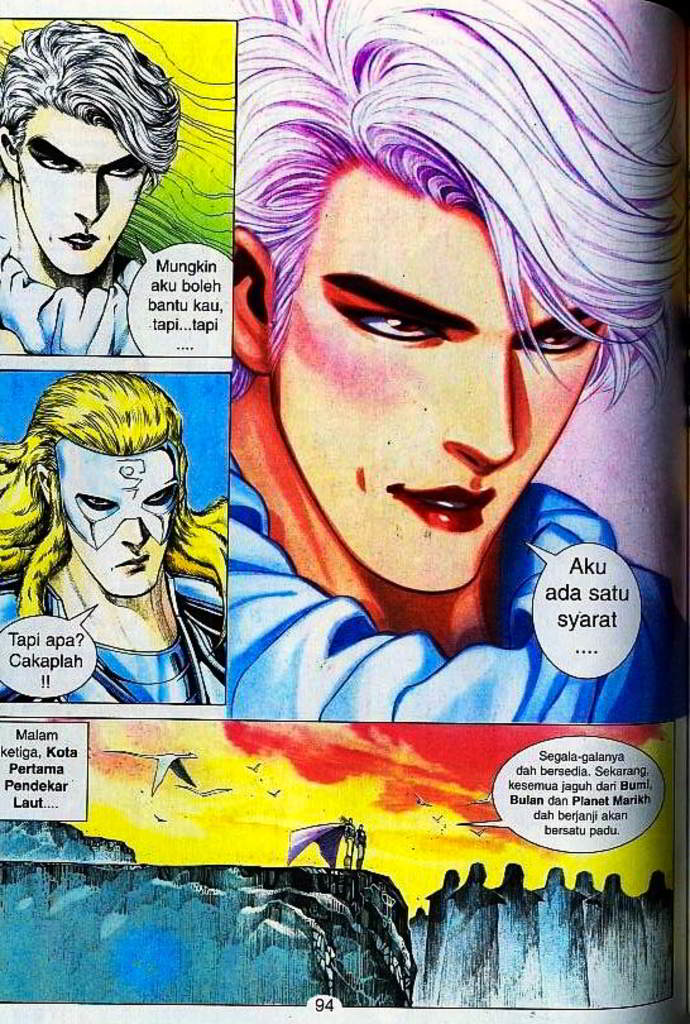 Mungkin
aku boleh
bantu kau,
tapi...tapi
....
Tapi apa?
Cakaplah
!!
Aku
ada satu
syarat
....
Malam
ketiga, Kota
Pertama
Pendekar
Laut....
Segala-galanya
dah bersedia. Sekarang,
kesemua jaguh dari Bumi,
Bulan dan Planet Marikh
dah berjanji akan
bersatu padu.
94